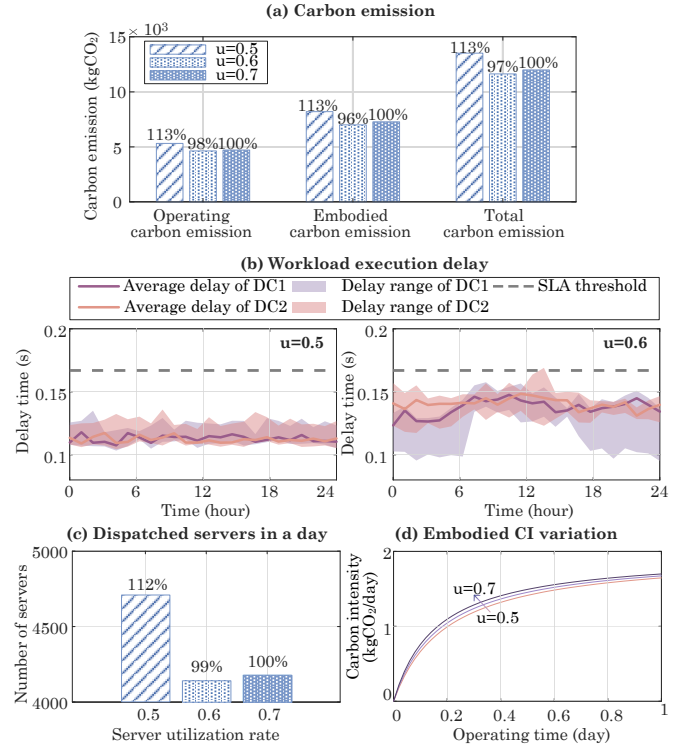 (a) Carbon emission
× 10³
15
10
5
0
Carbon emission (kgCO₂)
u=0.5
u=0.6
u=0.7
113%
98%
100%
113%
96%
100%
113%
97%
100%
Operating
carbon emission
Embodied
carbon emission
Total
carbon emission
(b) Workload execution delay
Average delay of DC1
Delay range of DC1
SLA threshold
Average delay of DC2
Delay range of DC2
0.2
0.15
0.1
Delay time (s)
u=0.5
0
6
12
18
24
Time (hour)
0.2
0.15
0.1
Delay time (s)
u=0.6
0
6
12
18
24
Time (hour)
(c) Dispatched servers in a day
5000
4500
4000
Number of servers
112%
99%
100%
0.5
0.6
0.7
Server utilization rate
(d) Embodied CI variation
2
1
0
Carbon intensity
(kgCO₂/day)
u=0.7
u=0.5
0
0.2
0.4
0.6
0.8
1
Operating time (day)